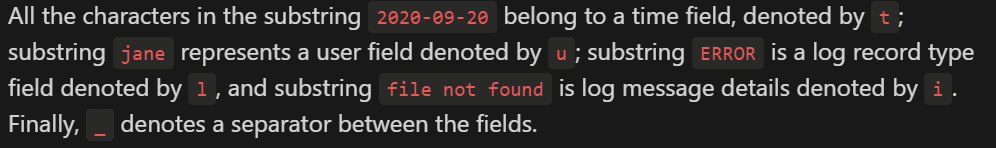 All the characters in the substring 2020-09-20 belong to a time field, denoted by t;
substring jane represents a user field denoted by u; substring ERROR is a log record type
field denoted by l, and substring file not found is log message details denoted by i.
Finally, _ denotes a separator between the fields.